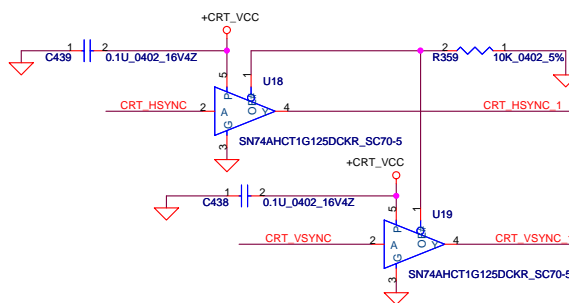 +CRT_VCC
1 2
C439 0.1U_0402_16V4Z
2 1
R359 10K_0402_5%
5 1 U18
CRT_HSYNC 2 A P OE# Y 4 CRT_HSYNC_1
G
3 SN74AHCT1G125DCKR_SC70-5
+CRT_VCC
1 2
C438 0.1U_0402_16V4Z
5 1 U19
CRT_VSYNC 2 A P OE# Y 4 CRT_VSYNC_
G
3 SN74AHCT1G125DCKR_SC70-5